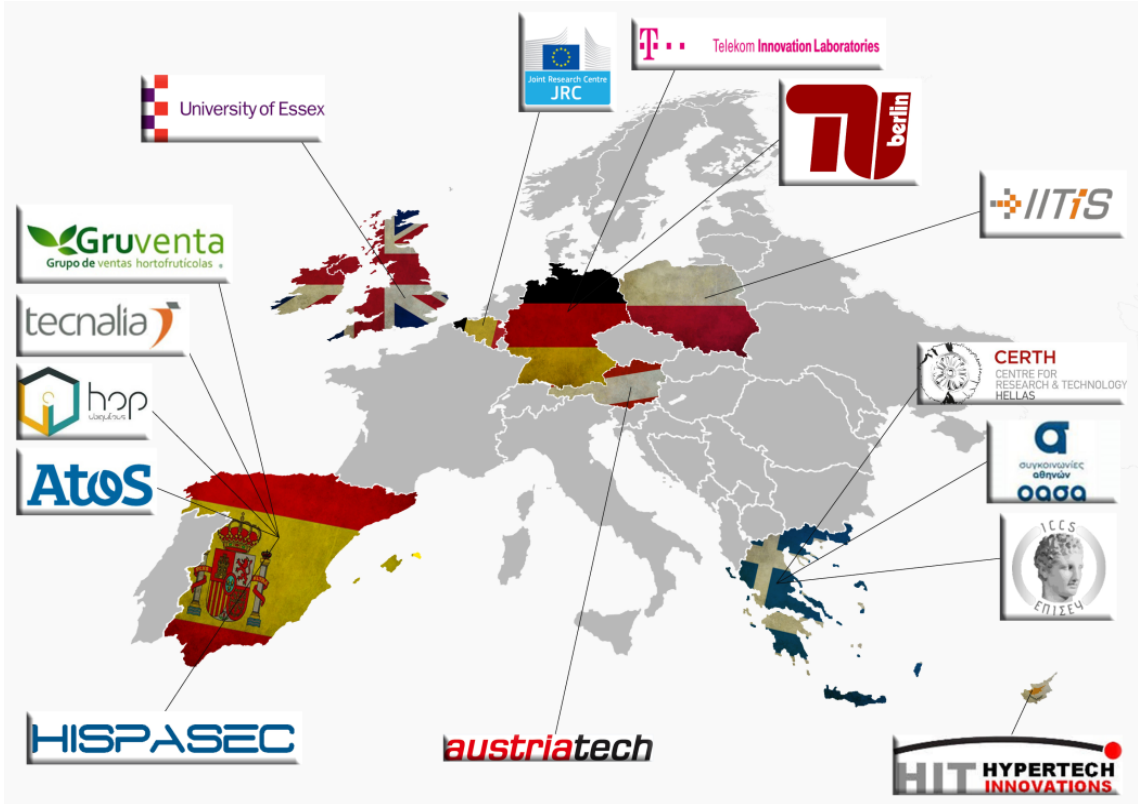 Joint Research Centre
JRC
T
Telekom Innovation Laboratories
University of Essex
TU
berlin
IITiS
Gruventa
Grupo de ventas hortofrutícolas
tecnalia
hop
ubiquitous
Atos
CERTH
CENTRE FOR
RESEARCH & TECHNOLOGY
HELLAS
α
συγκοινωνίες
αθηνών
οασα
ICCS
ΕΠΙΣΕΥ
HISPASEC
austriatech
HIT HYPERTECH
INNOVATIONS